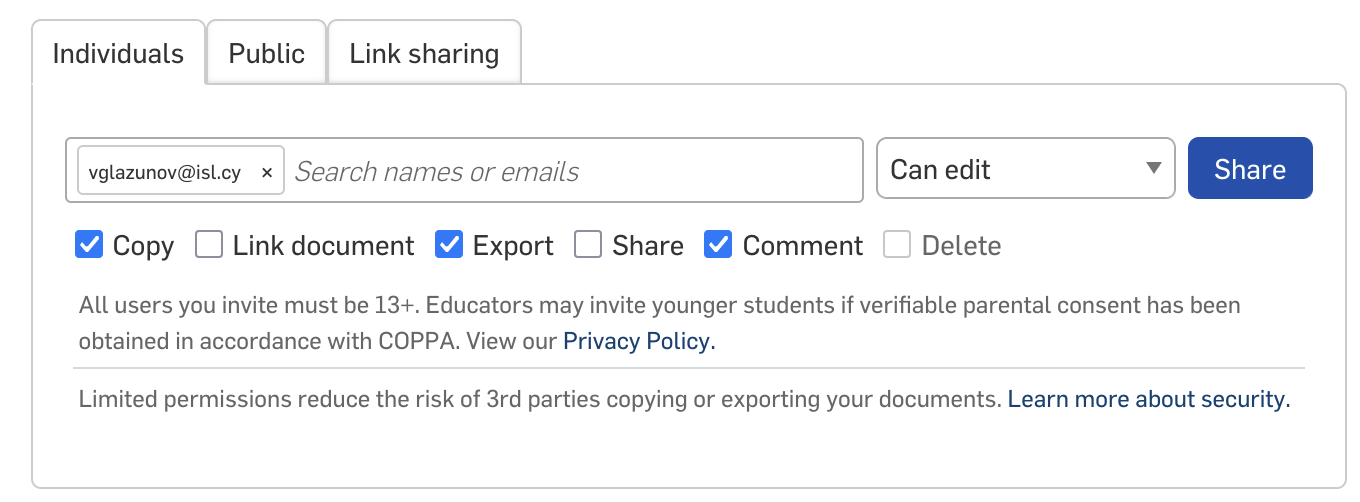 Individuals Public Link sharing
vglazunov@isl.cy × Search names or emails Can edit Share
Copy Link document Export Share Comment Delete
All users you invite must be 13+. Educators may invite younger students if verifiable parental consent has been
obtained in accordance with COPPA. View our Privacy Policy.
Limited permissions reduce the risk of 3rd parties copying or exporting your documents. Learn more about security.